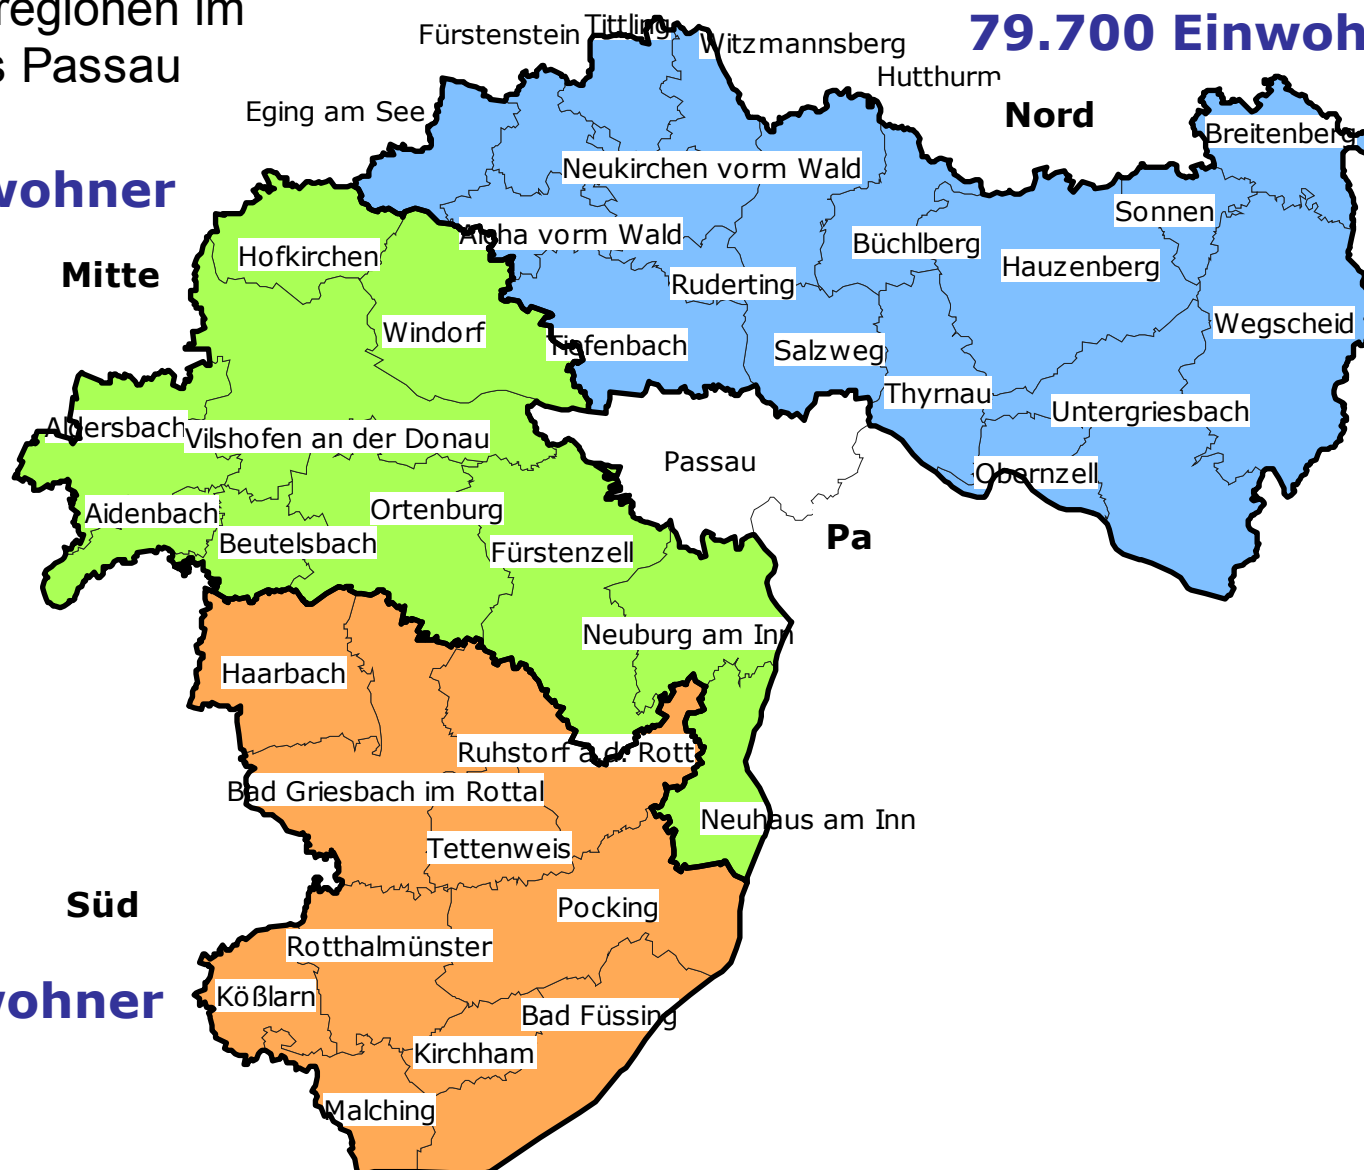 regionen im
s Passau
79.700 Einwoh
Tittling
Fürstenstein
Witzmannsberg
Hutthurm
Eging am See
Nord
Breitenberg
wohner
Neukirchen vorm Wald
Sonnen
Aicha vorm Wald
Büchlberg
Hofkirchen
Hauzenberg
Mitte
Ruderting
Windorf
Wegscheid
Tiefenbach
Salzweg
Thyrnau
Untergriesbach
Aldersbach
Vilshofen an der Donau
Passau
Obernzell
Aidenbach
Ortenburg
Pa
Beutelsbach
Fürstenzell
Neuburg am Inn
Haarbach
Ruhstorf a.d. Rott
Bad Griesbach im Rottal
Neuhaus am Inn
Tettenweis
Süd
Pocking
Rotthalmünster
Kößlarn
wohner
Bad Füssing
Kirchham
Malching